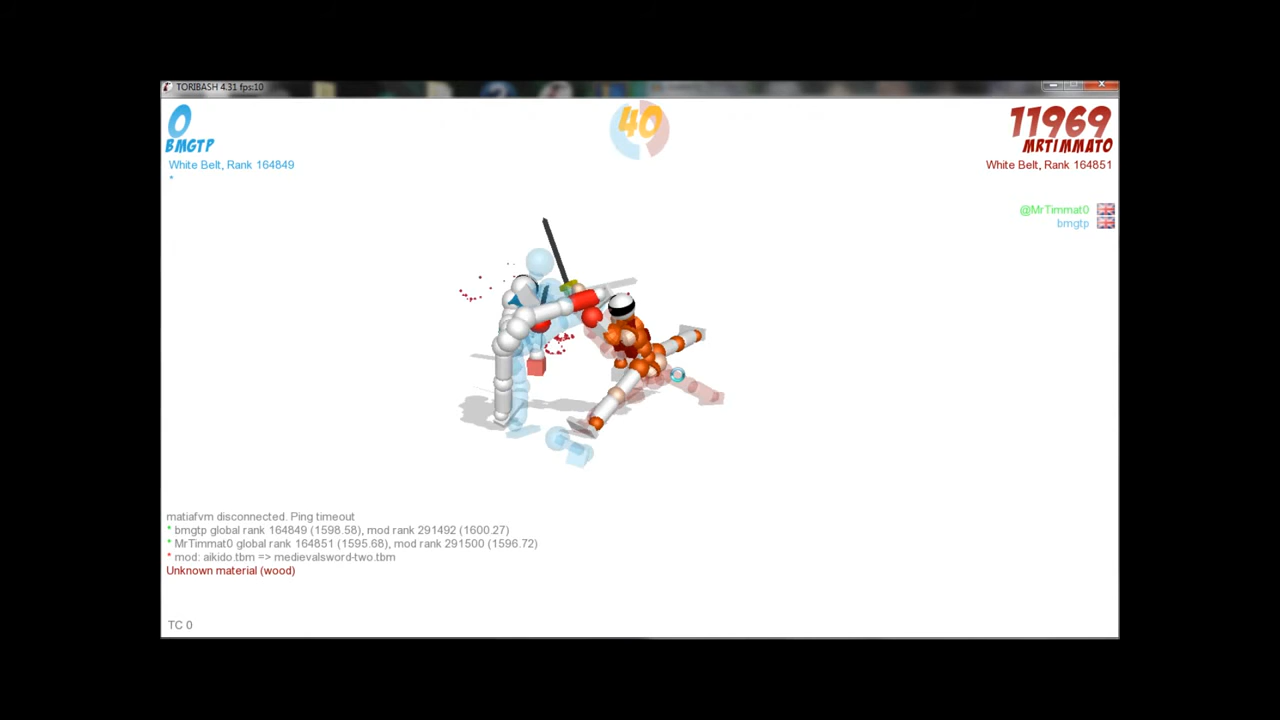 TORIBASH 4.31 fps:10
0
BMGTP
White Belt, Rank 164849
*
40
11969
MRTIMMATO
White Belt, Rank 164851
@MrTimmat0
bmgtp
matiafvm disconnected. Ping timeout
* bmgtp global rank 164849 (1598.58), mod rank 291492 (1600.27)
* MrTimmat0 global rank 164851 (1595.68), mod rank 291500 (1596.72)
* mod: aikido.tbm => medievalsword-two.tbm
Unknown material (wood)
TC 0